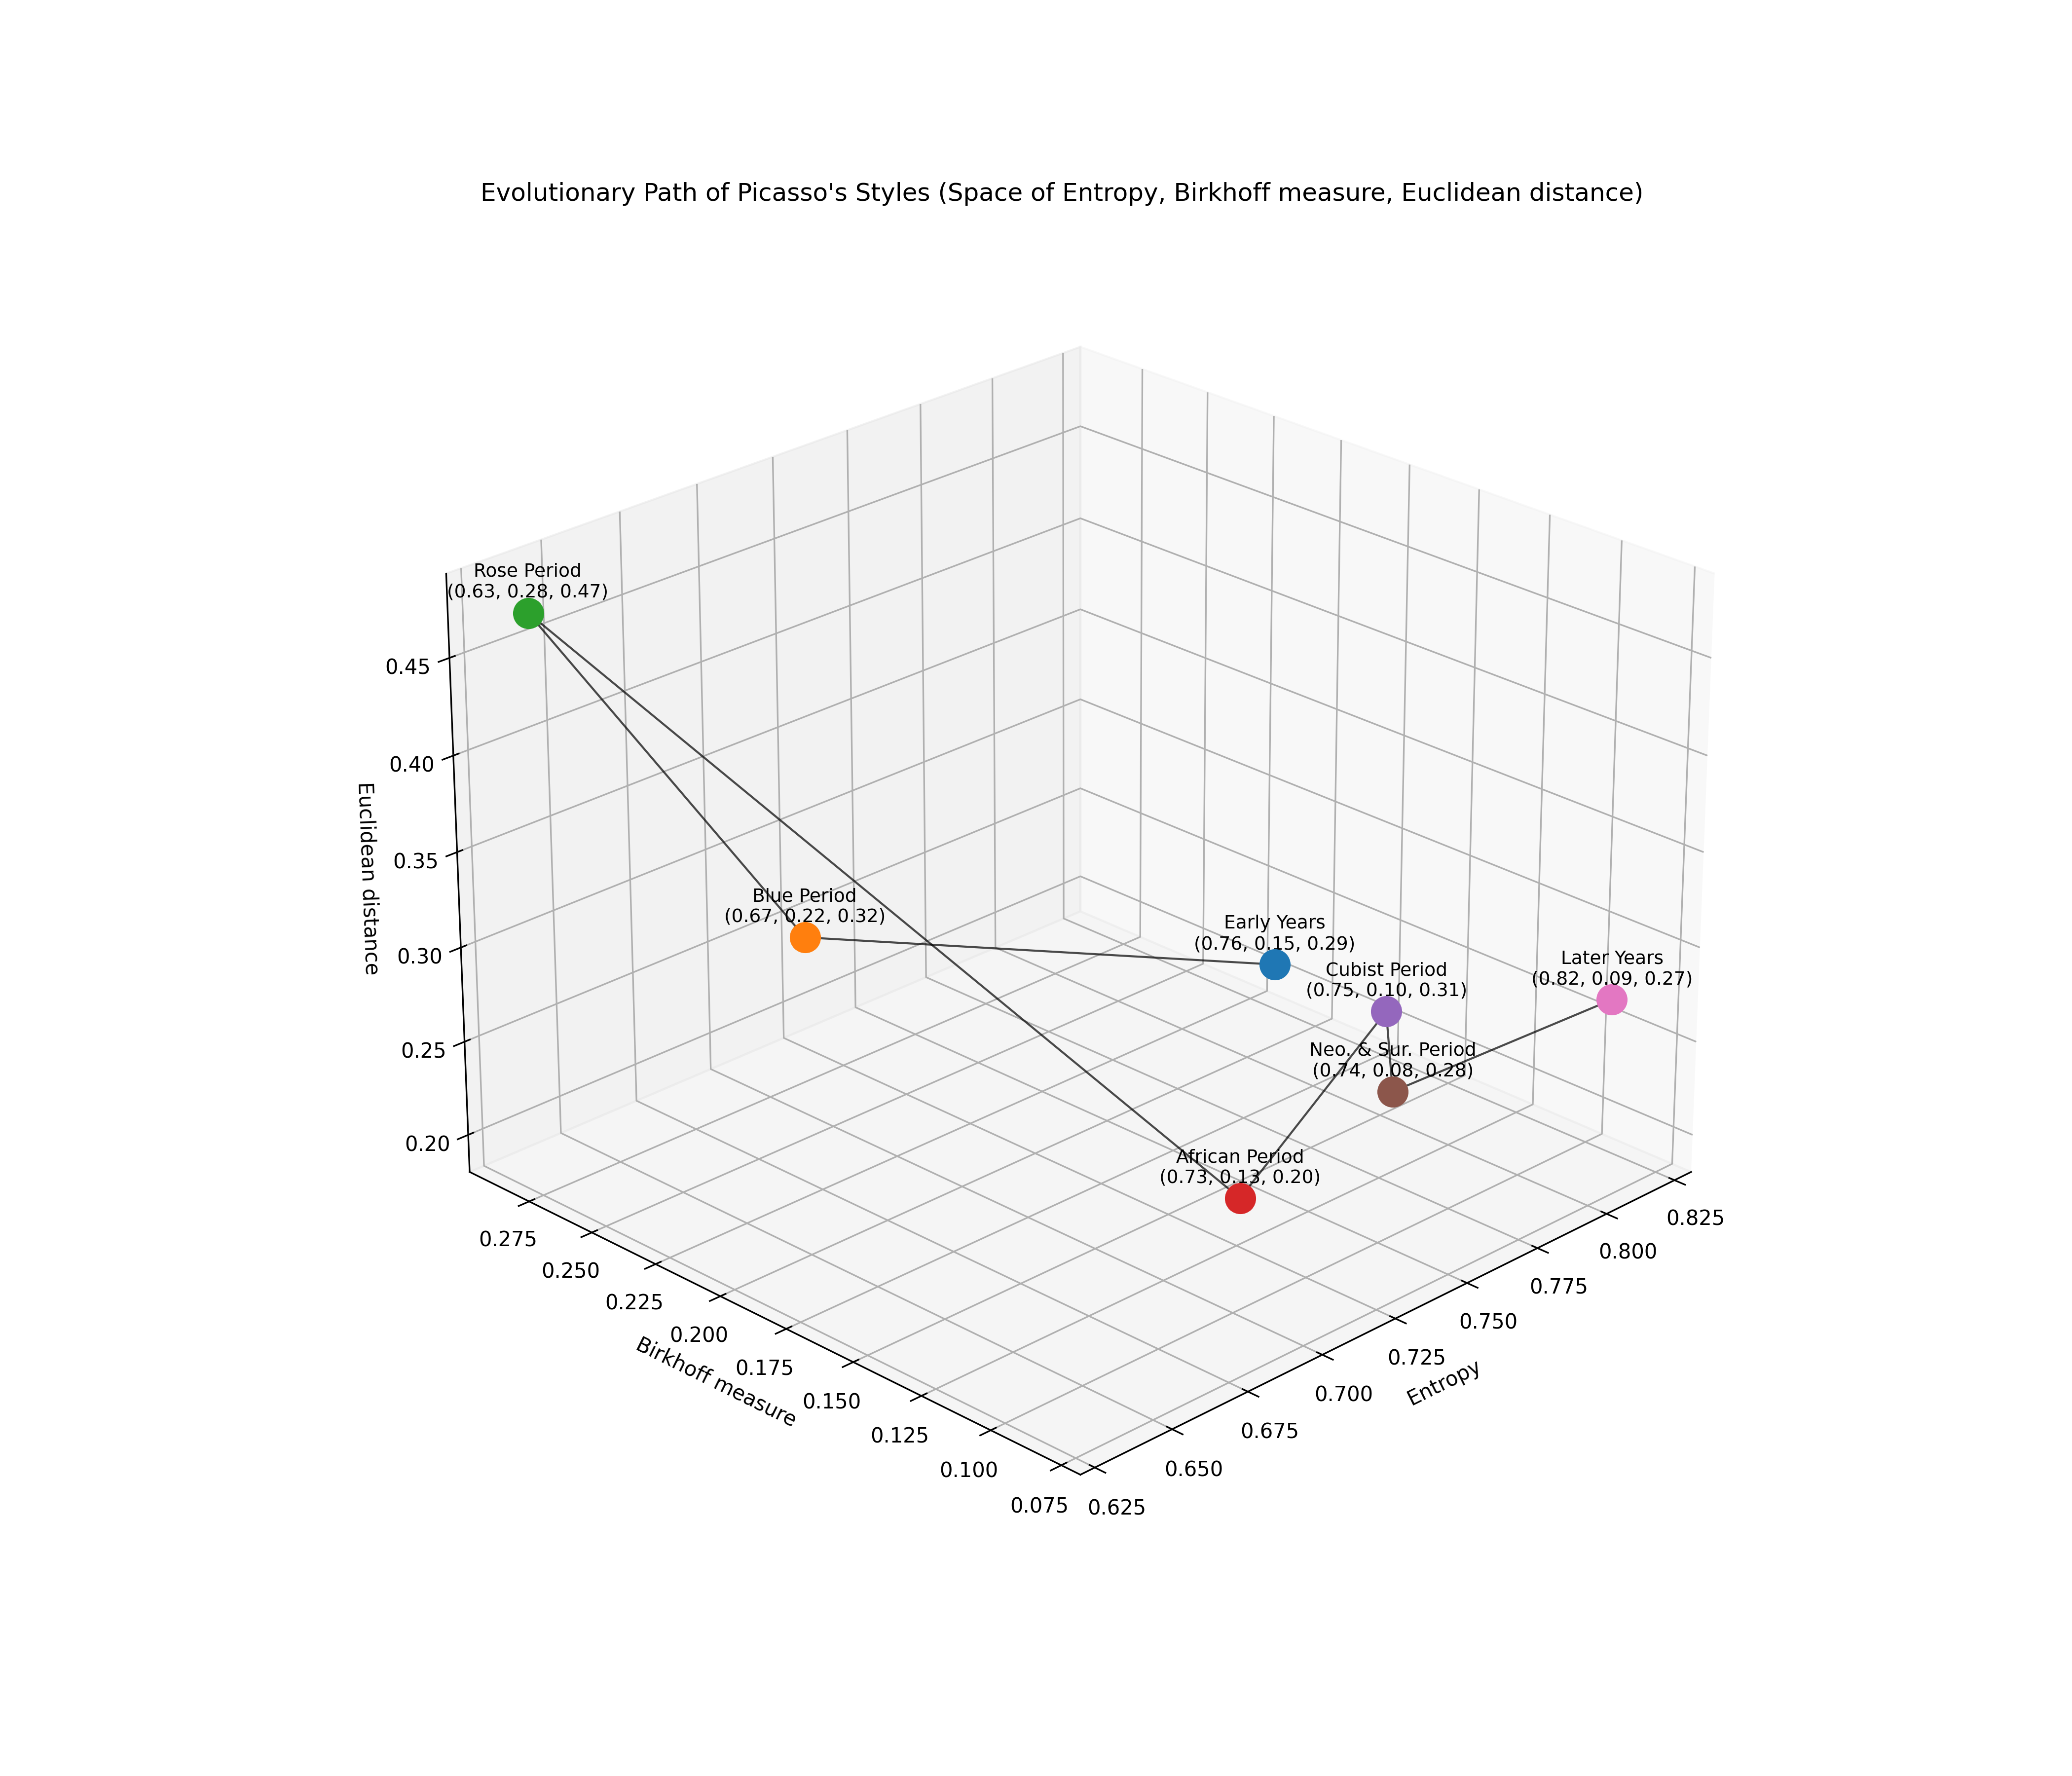 Evolutionary Path of Picasso's Styles (Space of Entropy, Birkhoff measure, Euclidean distance)
Rose Period
(0.63, 0.28, 0.47)
Blue Period
(0.67, 0.22, 0.32)
Early Years
(0.76, 0.15, 0.29)
Cubist Period
(0.75, 0.10, 0.31)
Later Years
(0.82, 0.09, 0.27)
Neo. & Sur. Period
(0.74, 0.08, 0.28)
African Period
(0.73, 0.13, 0.20)
Euclidean distance
0.45
0.40
0.35
0.30
0.25
0.20
0.275
0.250
0.225
0.200
0.175
0.150
0.125
0.100
0.075
Birkhoff measure
0.625
0.650
0.675
0.700
0.725
0.750
0.775
0.800
0.825
Entropy